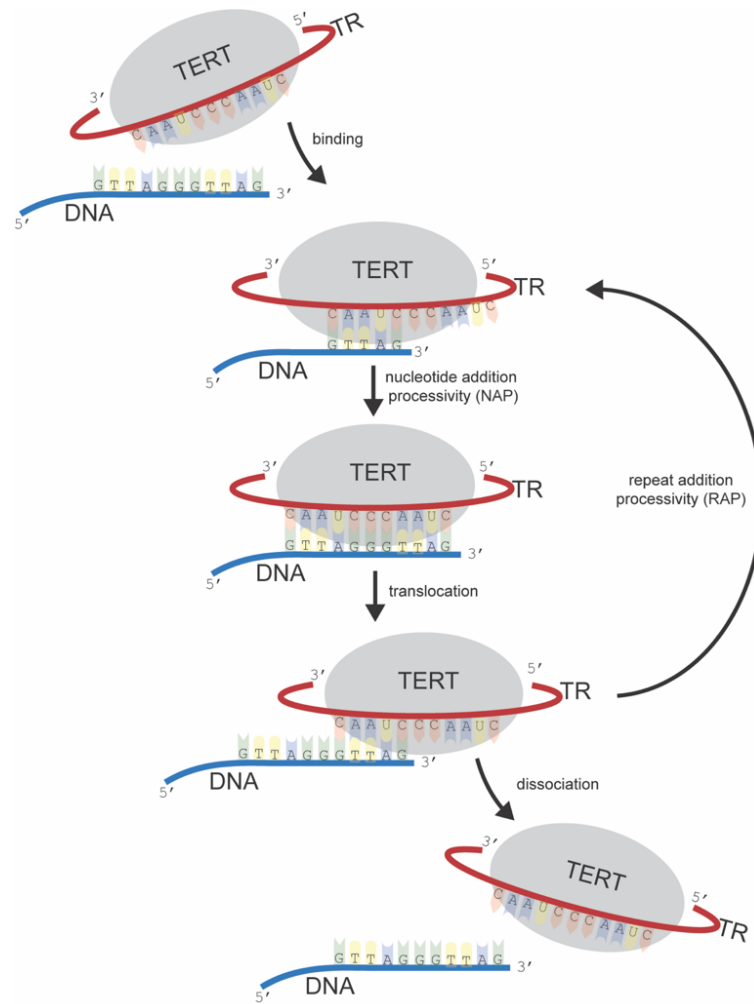 5′
TR
TERT
3′
CAAUCCCAAUC
binding
GTTAGGGTTAG
3′
DNA
5′
3′
TERT
5′
TR
CAAUCCCAAUC
GTTAG
3′
DNA
5′
nucleotide addition
processivity (NAP)
3′
TERT
5′
TR
repeat addition
processivity (RAP)
CAAUCCCAAUC
GTTAGGGTTAG
3′
DNA
5′
translocation
3′
TERT
5′
TR
CAAUCCCAAUC
GTTAGGGTTAG
3′
DNA
5′
dissociation
3′
TERT
5′
TR
CAAUCCCAAUC
GTTAGGGTTAG
3′
DNA
5′